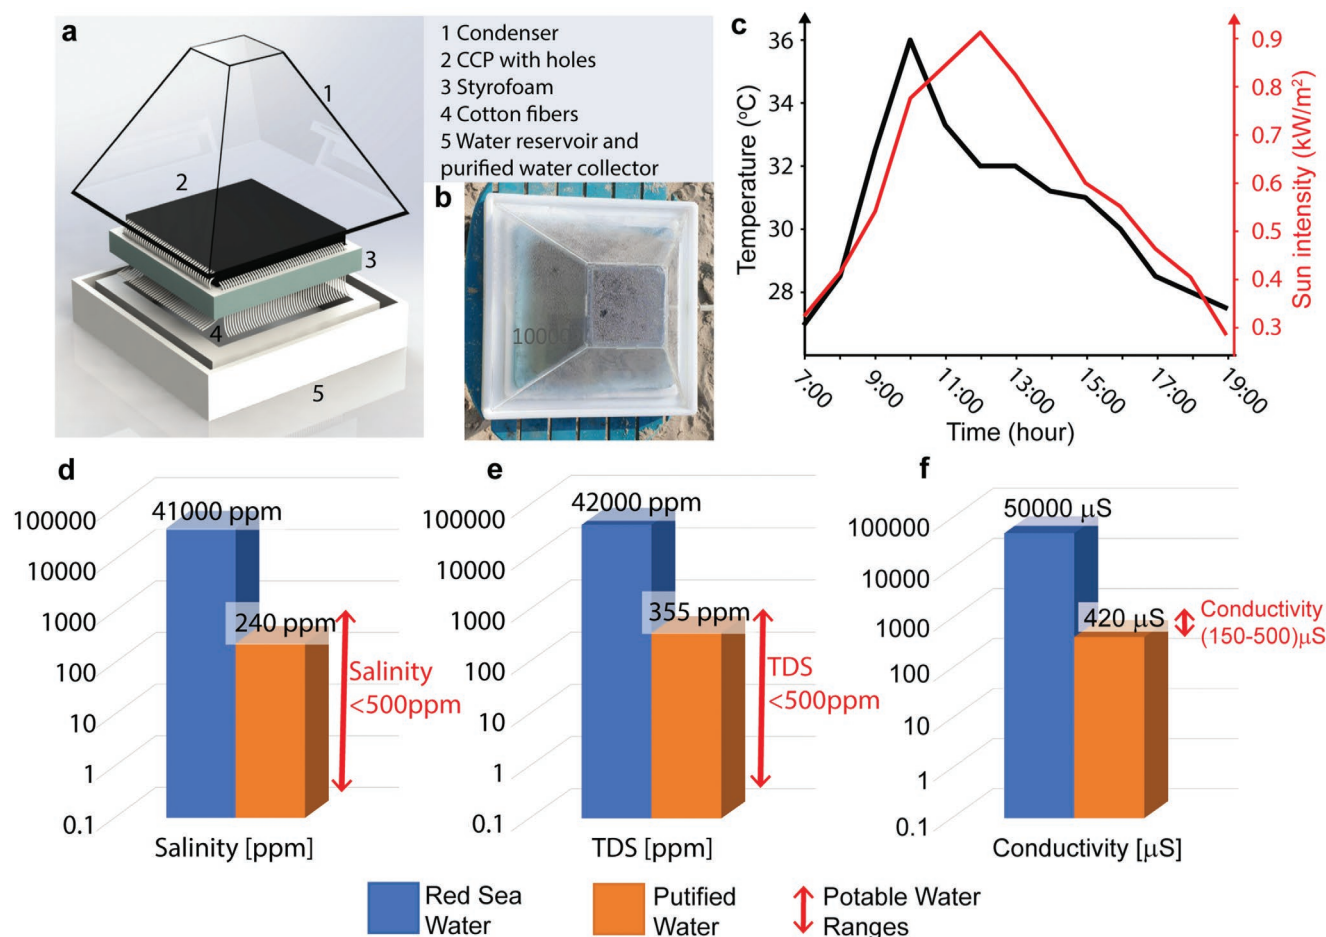 a
1
2
3
4
5
1 Condenser
2 CCP with holes
3 Styrofoam
4 Cotton fibers
5 Water reservoir and
purified water collector
b
10000
c
Temperature (°C)
36
34
32
30
28
Sun intensity (kW/m²)
0.9
0.8
0.7
0.6
0.5
0.4
0.3
7:00
9:00
11:00
13:00
15:00
17:00
19:00
Time (hour)
d
100000
10000
1000
100
10
1
0.1
41000 ppm
240 ppm
Salinity
<500ppm
Salinity [ppm]
e
100000
10000
1000
100
10
1
0.1
42000 ppm
355 ppm
TDS
<500ppm
TDS [ppm]
f
100000
10000
1000
100
10
1
0.1
50000 µS
420 µS
Conductivity
(150-500)µS
Conductivity [µS]
Red Sea
Water
Putified
Water
Potable Water
Ranges